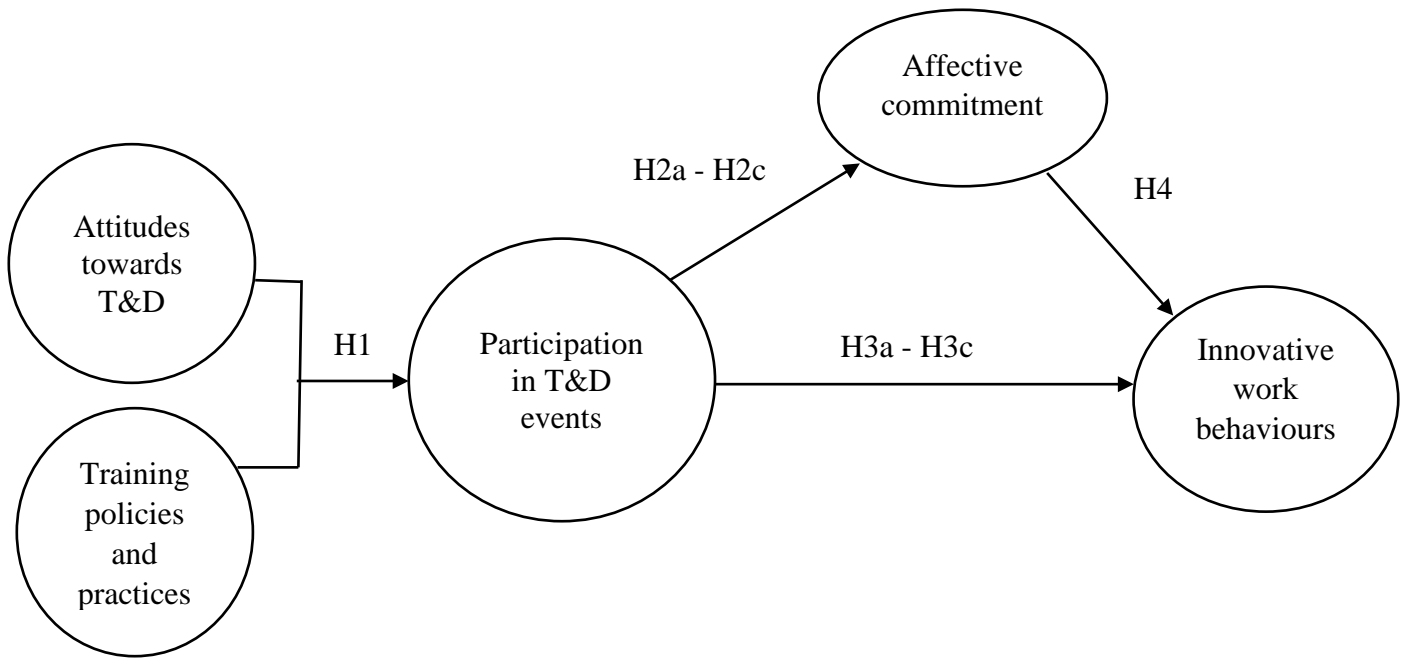 Affective
commitment
H2a - H2c
H4
Attitudes
towards
T&D
H1
Participation
in T&D
events
H3a - H3c
Innovative
work
behaviours
Training
policies
and
practices